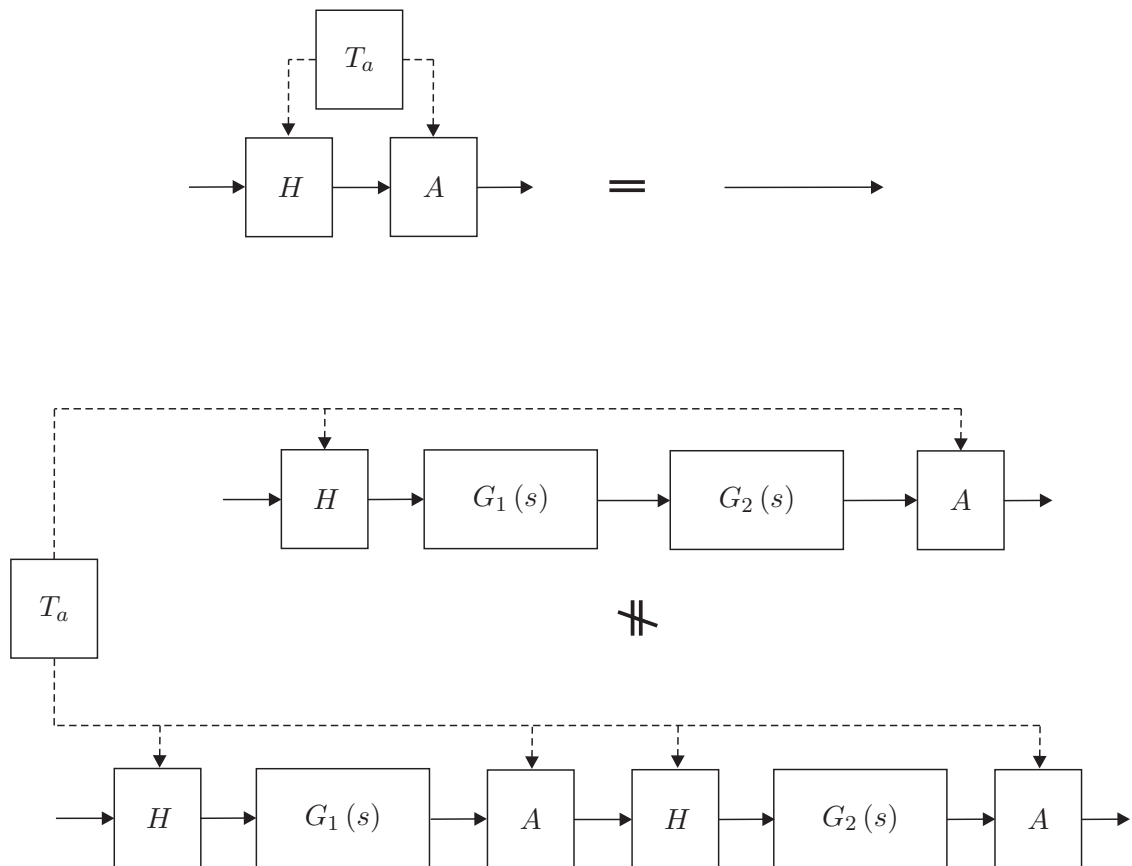 T_a
H A =
H G_1 (s) G_2 (s) A
T_a
≠
H G_1 (s) A H G_2 (s) A